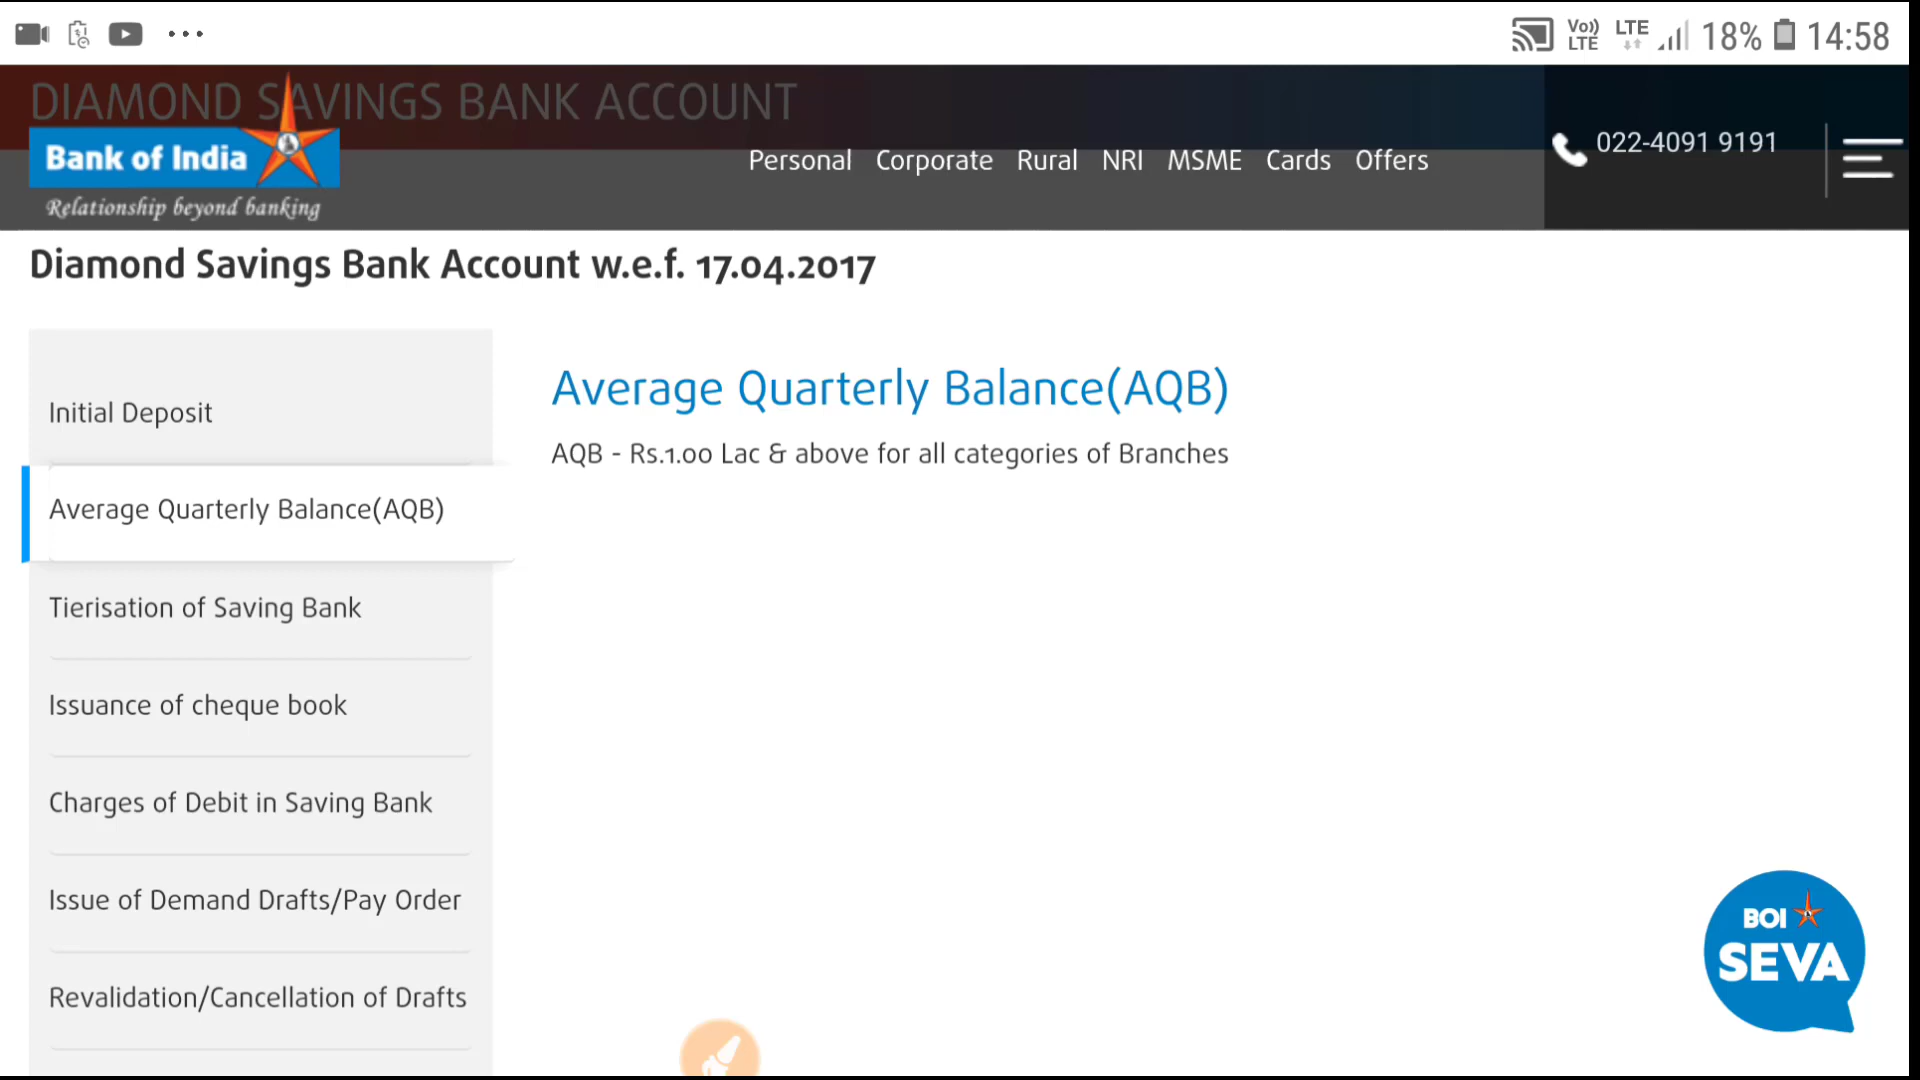 Vo)) LTE LTE 18% 14:58
DIAMOND SAVINGS BANK ACCOUNT
Bank of India
Relationship beyond banking
Personal Corporate Rural NRI MSME Cards Offers
022-4091 9191
Diamond Savings Bank Account w.e.f. 17.04.2017
Initial Deposit
Average Quarterly Balance(AQB)
Tierisation of Saving Bank
Issuance of cheque book
Charges of Debit in Saving Bank
Issue of Demand Drafts/Pay Order
Revalidation/Cancellation of Drafts
Average Quarterly Balance(AQB)
AQB - Rs.1.00 Lac & above for all categories of Branches
BOI
SEVA